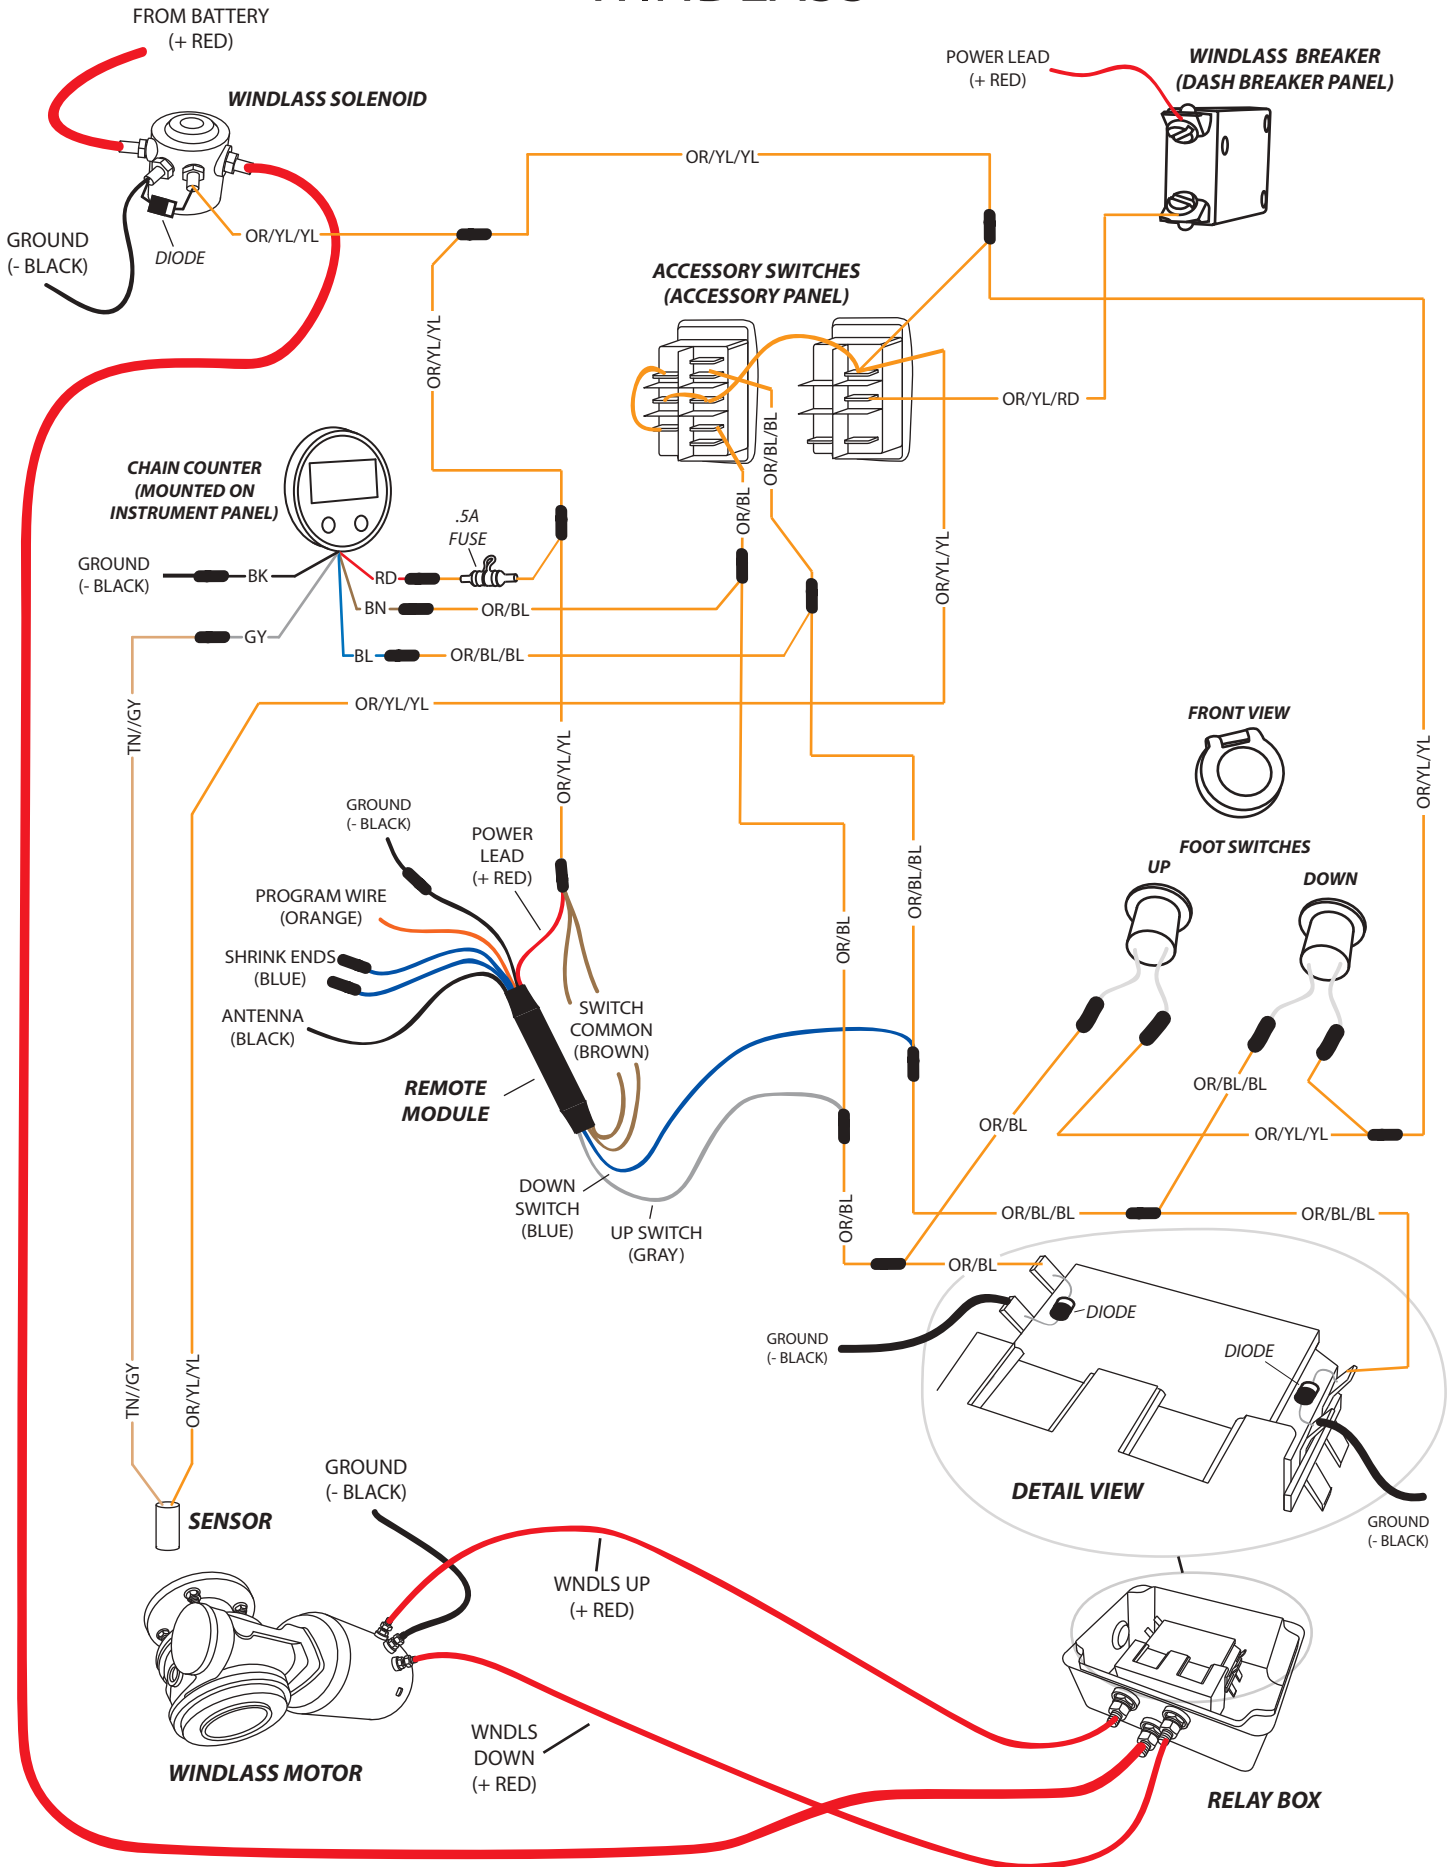 FROM BATTERY
(+ RED)
WINDLASS SOLENOID
POWER LEAD
(+ RED)
WINDLASS BREAKER
(DASH BREAKER PANEL)
OR/YL/YL
GROUND
(- BLACK)
DIODE
OR/YL/YL
ACCESSORY SWITCHES
(ACCESSORY PANEL)
OR/YL/YL
OR/YL/RD
OR/BL/BL
OR/BL
CHAIN COUNTER
(MOUNTED ON
INSTRUMENT PANEL)
.5A
FUSE
GROUND
(- BLACK)
BK
RD
BN
OR/BL
GY
BL
OR/BL/BL
OR/YL/YL
OR/YL/YL
TN//GY
OR/YL/YL
FRONT VIEW
OR/YL/YL
FOOT SWITCHES
UP
DOWN
GROUND
(- BLACK)
POWER
LEAD
(+ RED)
PROGRAM WIRE
(ORANGE)
SHRINK ENDS
(BLUE)
ANTENNA
(BLACK)
SWITCH
COMMON
(BROWN)
REMOTE
MODULE
OR/BL
OR/BL/BL
OR/BL/BL
OR/BL
OR/YL/YL
DOWN
SWITCH
(BLUE)
UP SWITCH
(GRAY)
OR/BL
OR/BL/BL
OR/BL/BL
OR/BL
DIODE
GROUND
(- BLACK)
DIODE
TN//GY
OR/YL/YL
DETAIL VIEW
GROUND
(- BLACK)
GROUND
(- BLACK)
SENSOR
WNDLS UP
(+ RED)
WNDLS
DOWN
(+ RED)
WINDLASS MOTOR
RELAY BOX